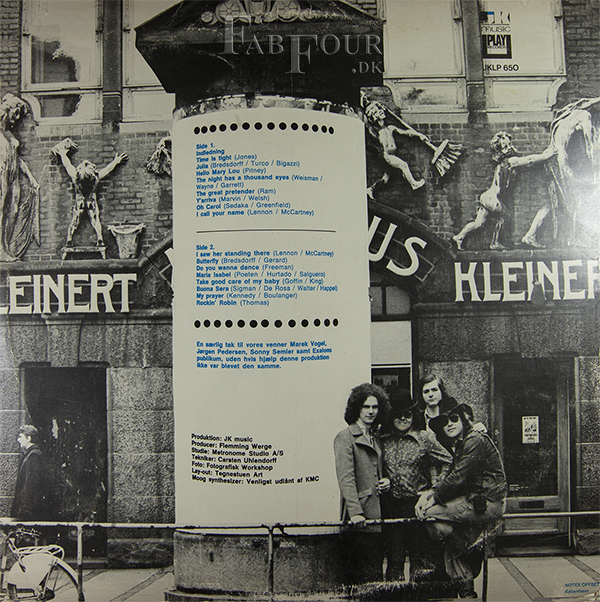 FAB FOUR
.DK
JK
MUSIC
PLAY
RECORDS
JKLP 650
Side 1.
Indledning
Time is tight (Jones)
Julia (Bredsdorff / Turco / Bigazzi)
Hello Mary Lou (Pitney)
The night has a thousand eyes (Weisman /
Wayne / Garrett)
The great pretender (Ram)
Y'arriva (Marvin / Welsh)
Oh Carol (Sedaka / Greenfield)
I call your name (Lennon / McCartney)
Side 2.
I saw her standing there (Lennon / McCartney)
Butterfly (Bredsdorff / Gerard)
Do you wanna dance (Freeman)
Maria Isabel (Poeten / Hurtado / Salguero)
Take good care of my baby (Goffin / King)
Buona Sera (Sigman / De Rosa / Walter / Happe)
My prayer (Kennedy / Boulanger)
Rockin' Robin (Thomas)
US
LEINERT
KLEINER
En særlig tak til vores venner Marek Vogel,
Jørgen Pedersen, Sonny Semler samt Exalons
publikum, uden hvis hjælp denne produktion
ikke var blevet den samme.
Produktion: JK music
Producer: Flemming Werge
Studie: Metronome Studio A/S
Tekniker: Carsten Uhlendorff
Foto: Fotografisk Workshop
Lay-out: Tegnestuen Art
Moog synthesizer: Venligst udlånt af KMC
NOTEX OFFSET
København